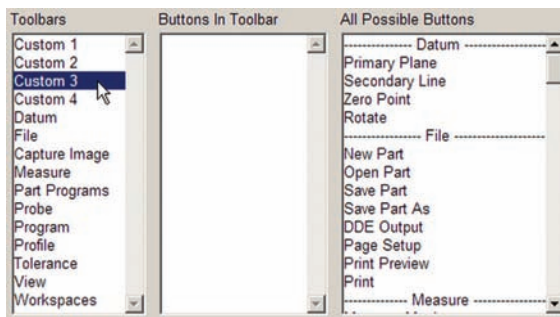 Toolbars
Custom 1
Custom 2
Custom 3
Custom 4
Datum
File
Capture Image
Measure
Part Programs
Probe
Program
Profile
Tolerance
View
Workspaces
Buttons In Toolbar
All Possible Buttons
---------------- Datum ----------------
Primary Plane
Secondary Line
Zero Point
Rotate
---------------- File ----------------
New Part
Open Part
Save Part
Save Part As
DDE Output
Page Setup
Print Preview
Print
---------------- Measure ----------------